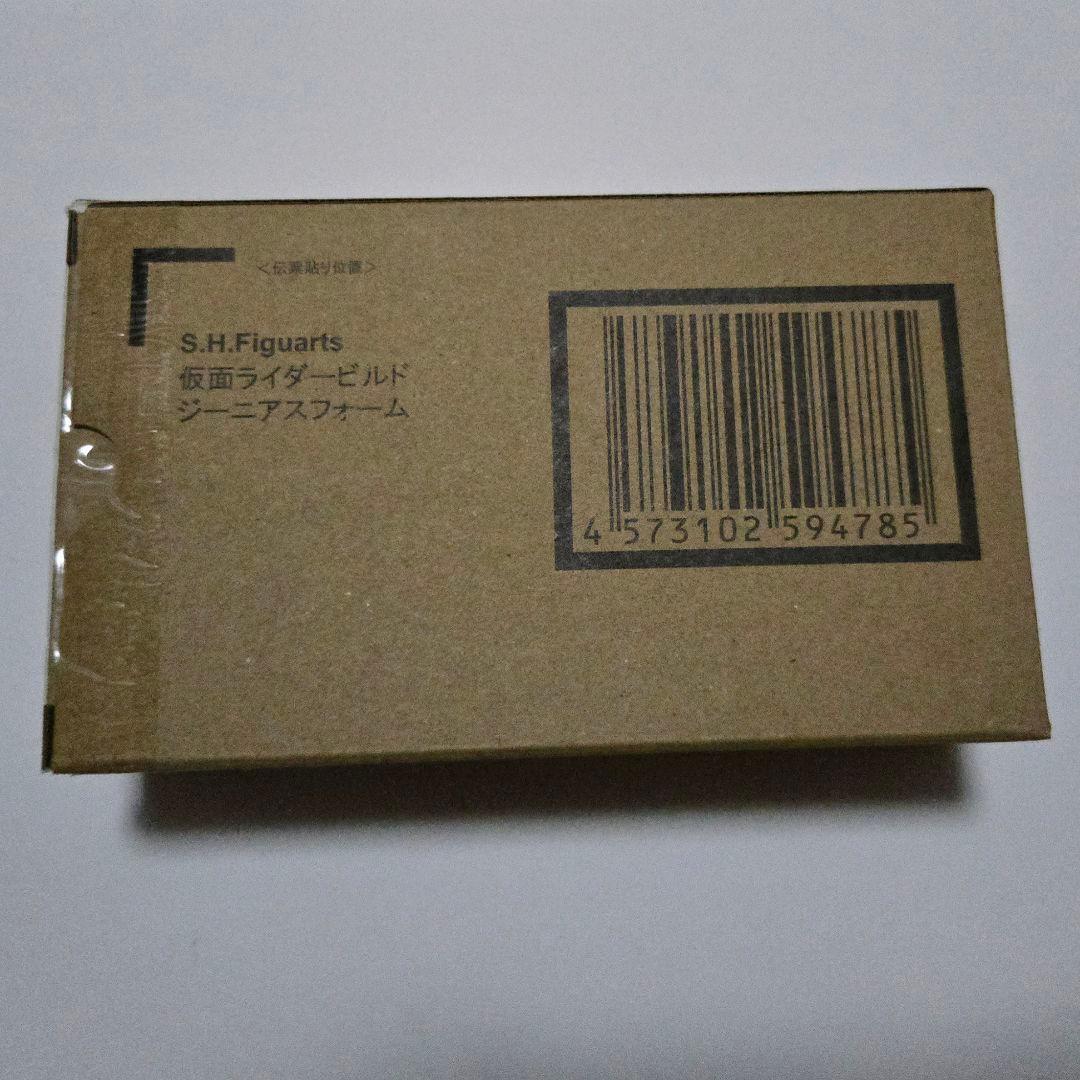 ＜伝票貼り位置＞
S.H.Figuarts
仮面ライダービルド
ジーニアスフォーム
4 573102 594785